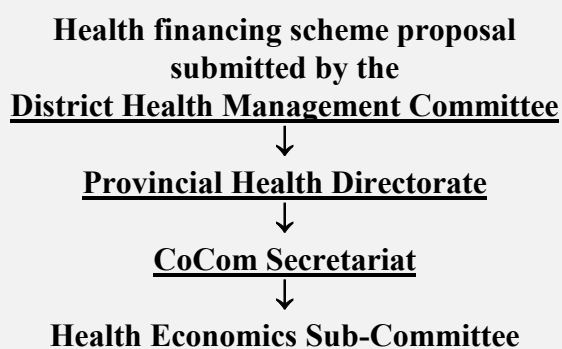 Health financing scheme proposal
submitted by the
District Health Management Committee
↓
Provincial Health Directorate
↓
CoCom Secretariat
↓
Health Economics Sub-Committee